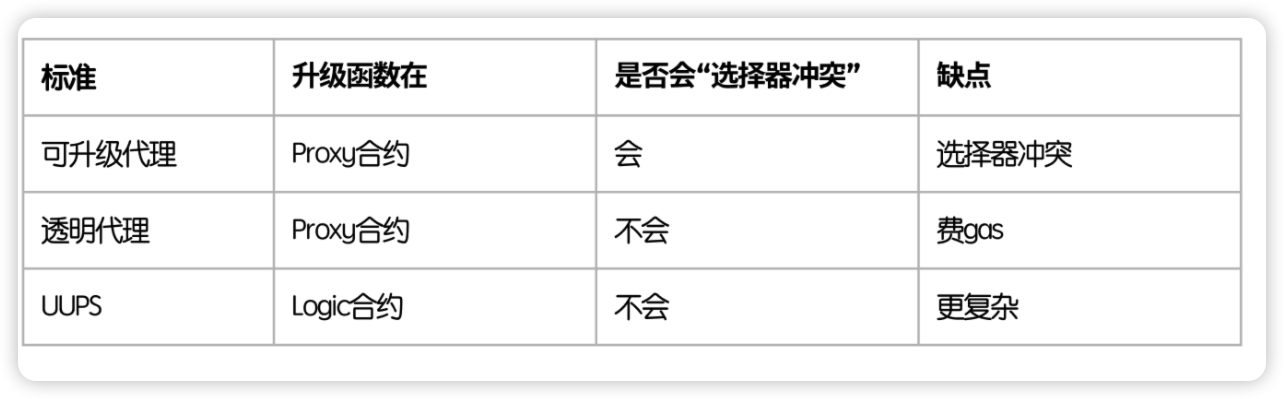 标准 升级函数在 是否会“选择器冲突” 缺点
可升级代理 Proxy合约 会 选择器冲突
透明代理 Proxy合约 不会 费gas
UUPS Logic合约 不会 更复杂